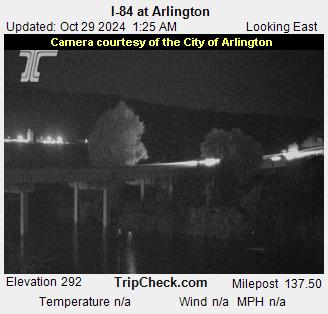 I-84 at Arlington
Updated: Oct 29 2024 1:25 AM Looking East
Camera courtesy of the City of Arlington
Elevation 292 TripCheck.com Milepost 137.50
Temperature n/a Wind n/a MPH n/a